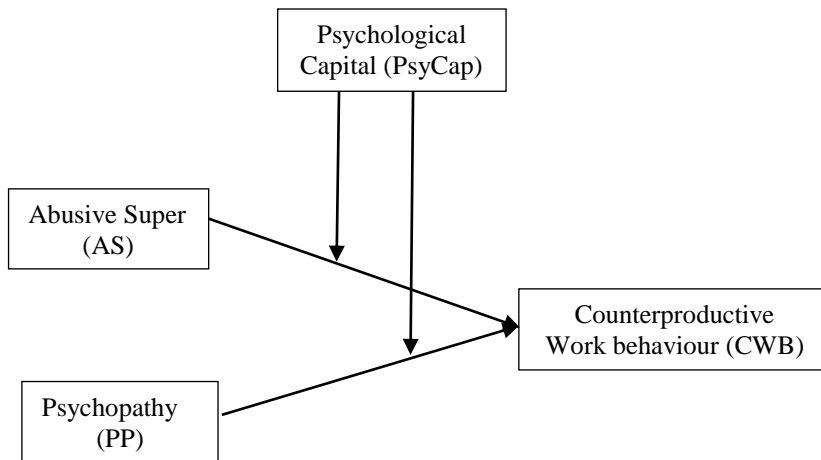 Psychological
Capital (PsyCap)
Abusive Super
(AS)
Counterproductive
Work behaviour (CWB)
Psychopathy
(PP)